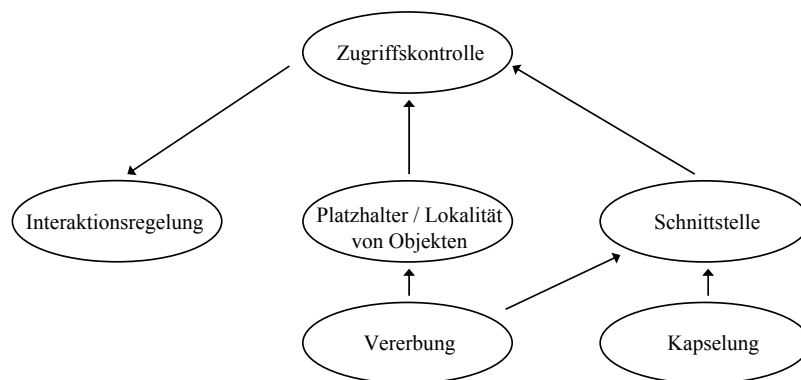 Zugriffskontrolle
Interaktionsregelung
Platzhalter / Lokalität
von Objekten
Schnittstelle
Vererbung
Kapselung